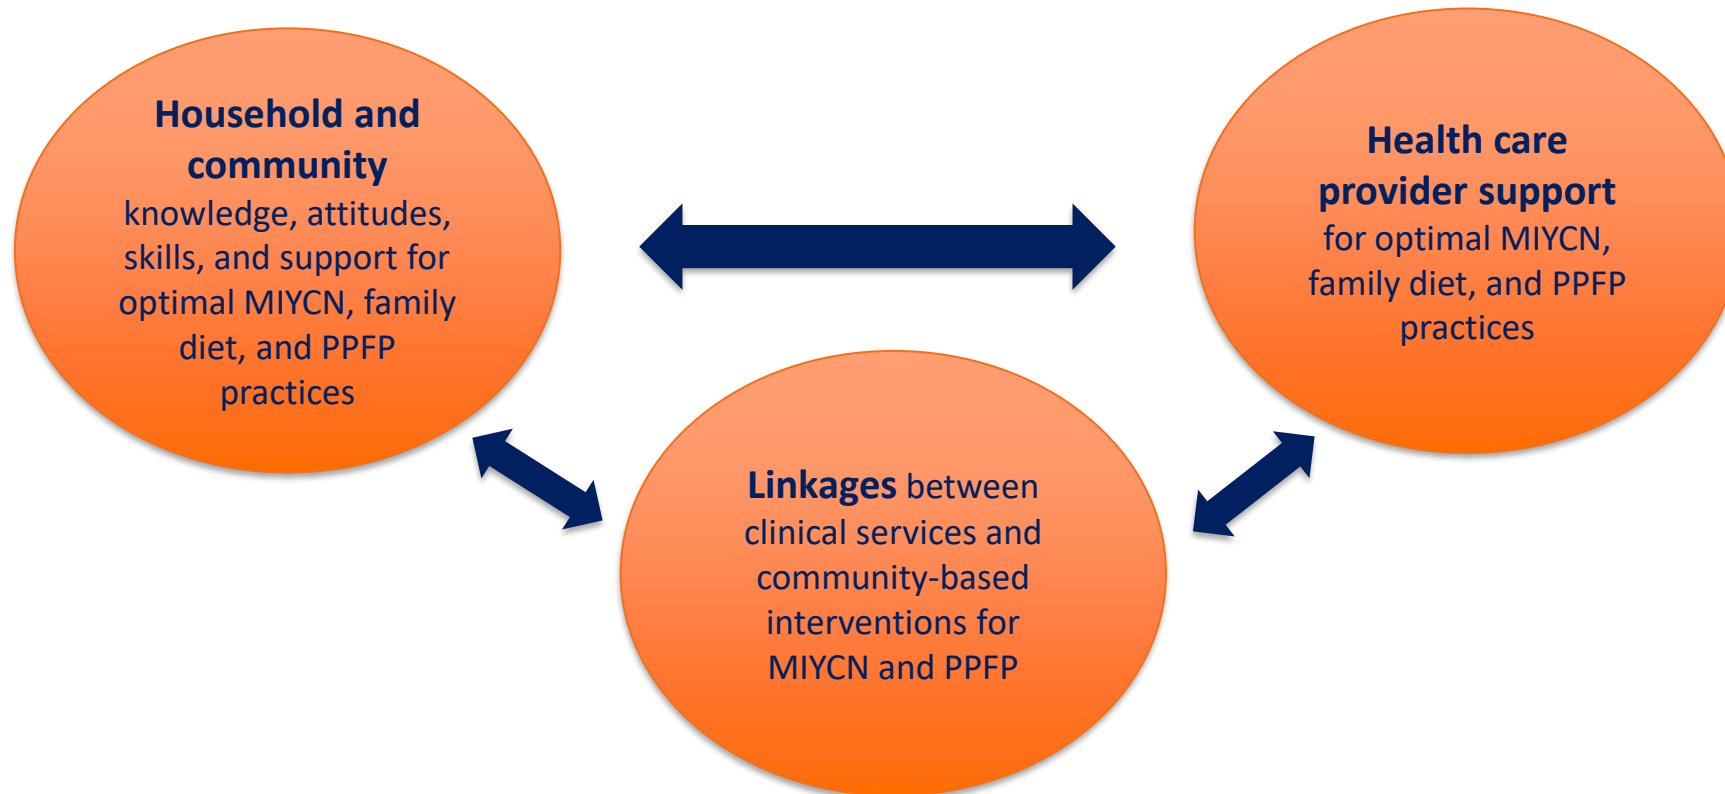 Household and
community
knowledge, attitudes,
skills, and support for
optimal MIYCN, family
diet, and PPFP
practices
Health care
provider support
for optimal MIYCN,
family diet, and PPFP
practices
Linkages between
clinical services and
community-based
interventions for
MIYCN and PPFP